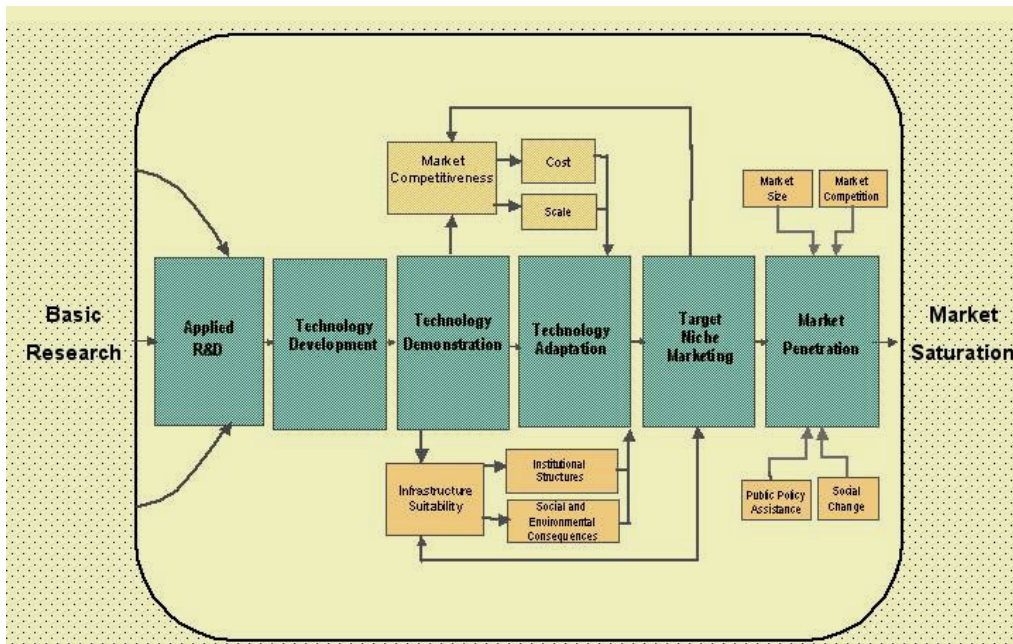 Market
Competitiveness
Cost
Scale
Market
Size
Market
Competition
Basic
Research
Applied
R&D
Technology
Development
Technology
Demonstration
Technology
Adaptation
Target
Niche
Marketing
Market
Penetration
Market
Saturation
Infrastructure
Suitability
Institutional
Structures
Social and
Environmental
Consequences
Public Policy
Assistance
Social
Change